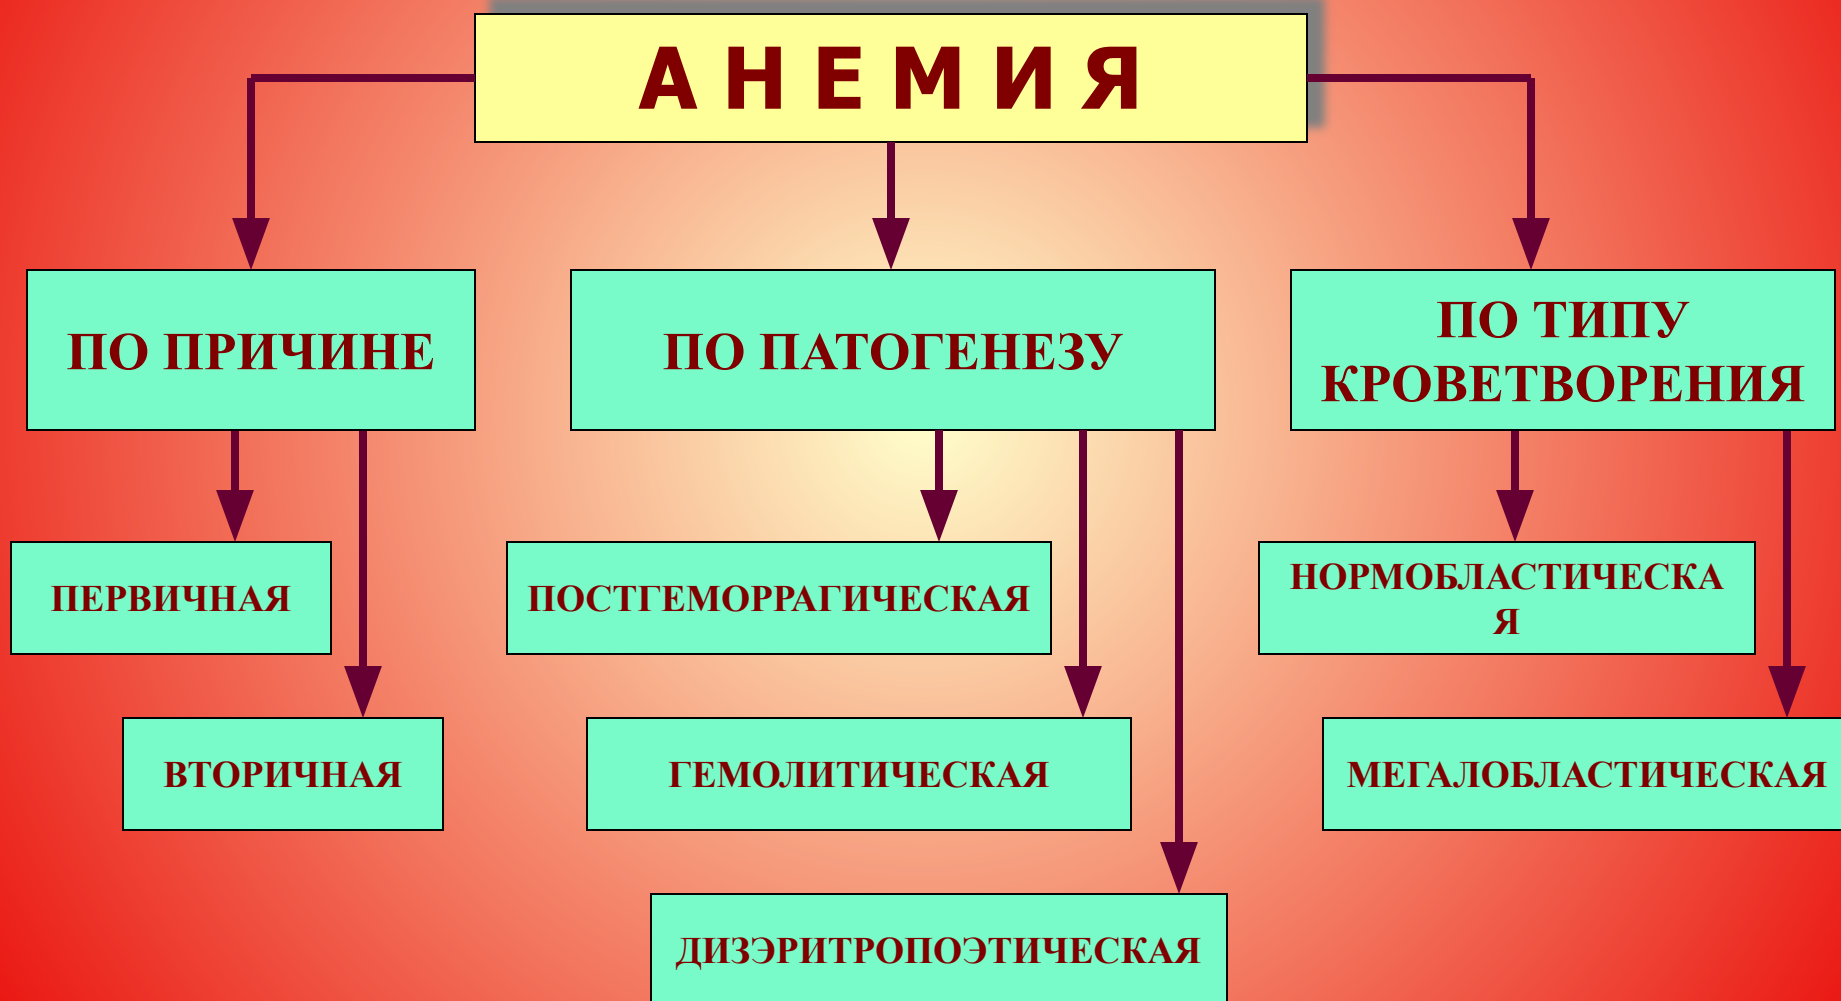 А Н Е М И Я
ПО ПРИЧИНЕ
ПО ПАТОГЕНЕЗУ
ПО ТИПУ
КРОВЕТВОРЕНИЯ
ПЕРВИЧНАЯ
ПОСТГЕМОРРАГИЧЕСКАЯ
НОРМОБЛАСТИЧЕСКА
Я
ВТОРИЧНАЯ
ГЕМОЛИТИЧЕСКАЯ
МЕГАЛОБЛАСТИЧЕСКАЯ
ДИЗЭРИТРОПОЭТИЧЕСКАЯ